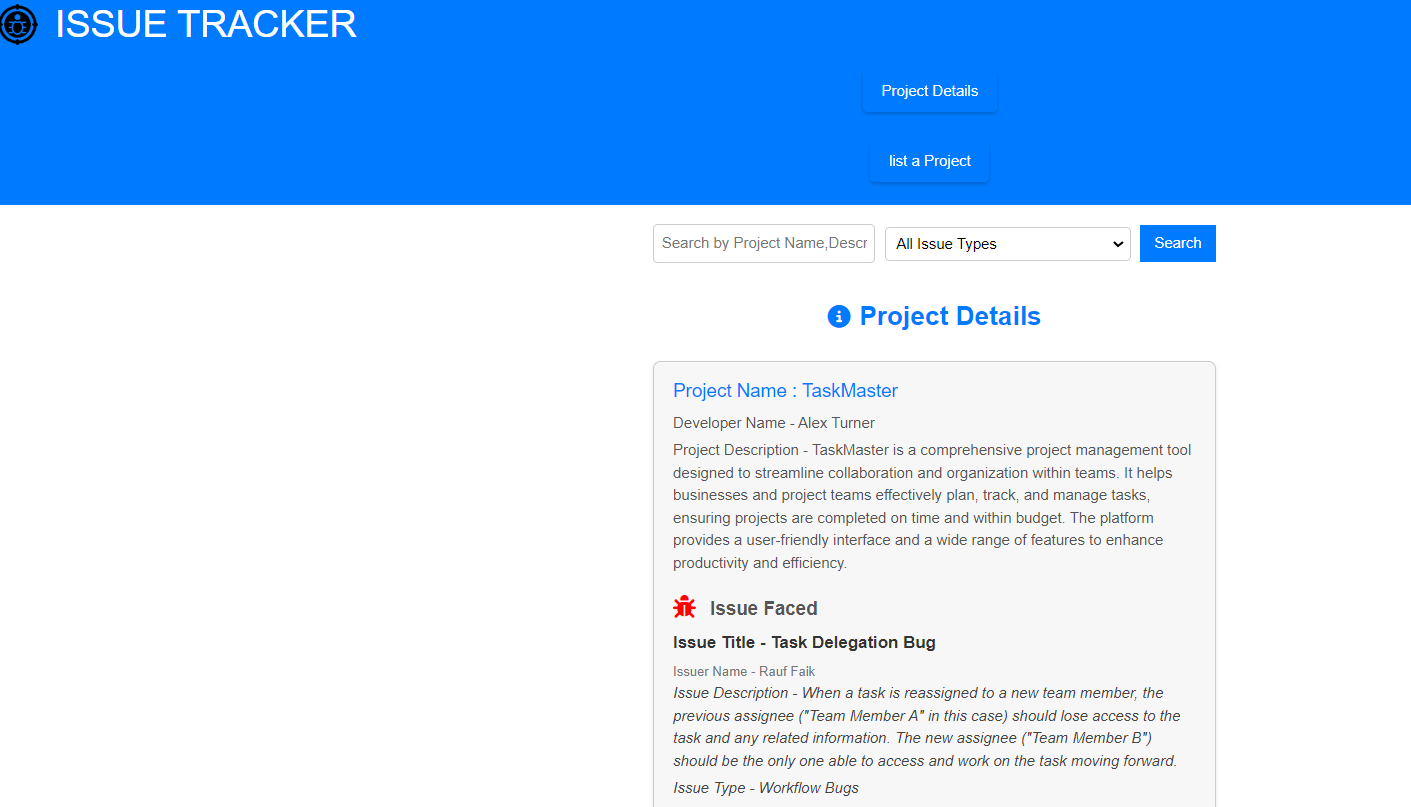 ISSUE TRACKER
Project Details
list a Project
Search by Project Name,Descr
All Issue Types
Search
Project Details
Project Name : TaskMaster
Developer Name - Alex Turner
Project Description - TaskMaster is a comprehensive project management tool
designed to streamline collaboration and organization within teams. It helps
businesses and project teams effectively plan, track, and manage tasks,
ensuring projects are completed on time and within budget. The platform
provides a user-friendly interface and a wide range of features to enhance
productivity and efficiency.
Issue Faced
Issue Title - Task Delegation Bug
Issuer Name - Rauf Faik
Issue Description - When a task is reassigned to a new team member, the
previous assignee ("Team Member A" in this case) should lose access to the
task and any related information. The new assignee ("Team Member B")
should be the only one able to access and work on the task moving forward.
Issue Type - Workflow Bugs